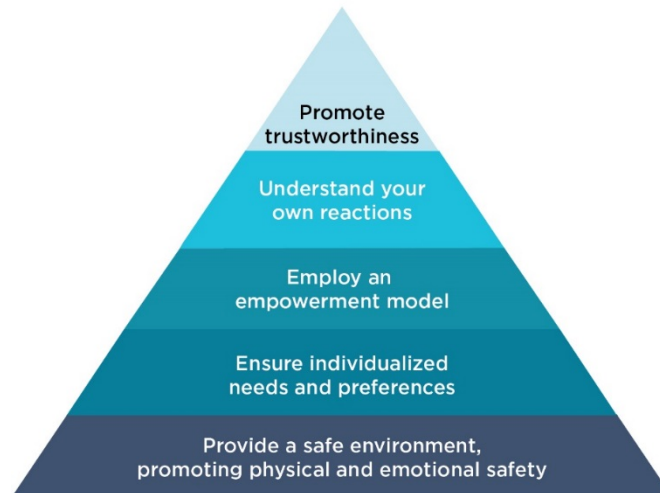 Promote
trustworthiness
Understand your
own reactions
Employ an
empowerment model
Ensure individualized
needs and preferences
Provide a safe environment,
promoting physical and emotional safety